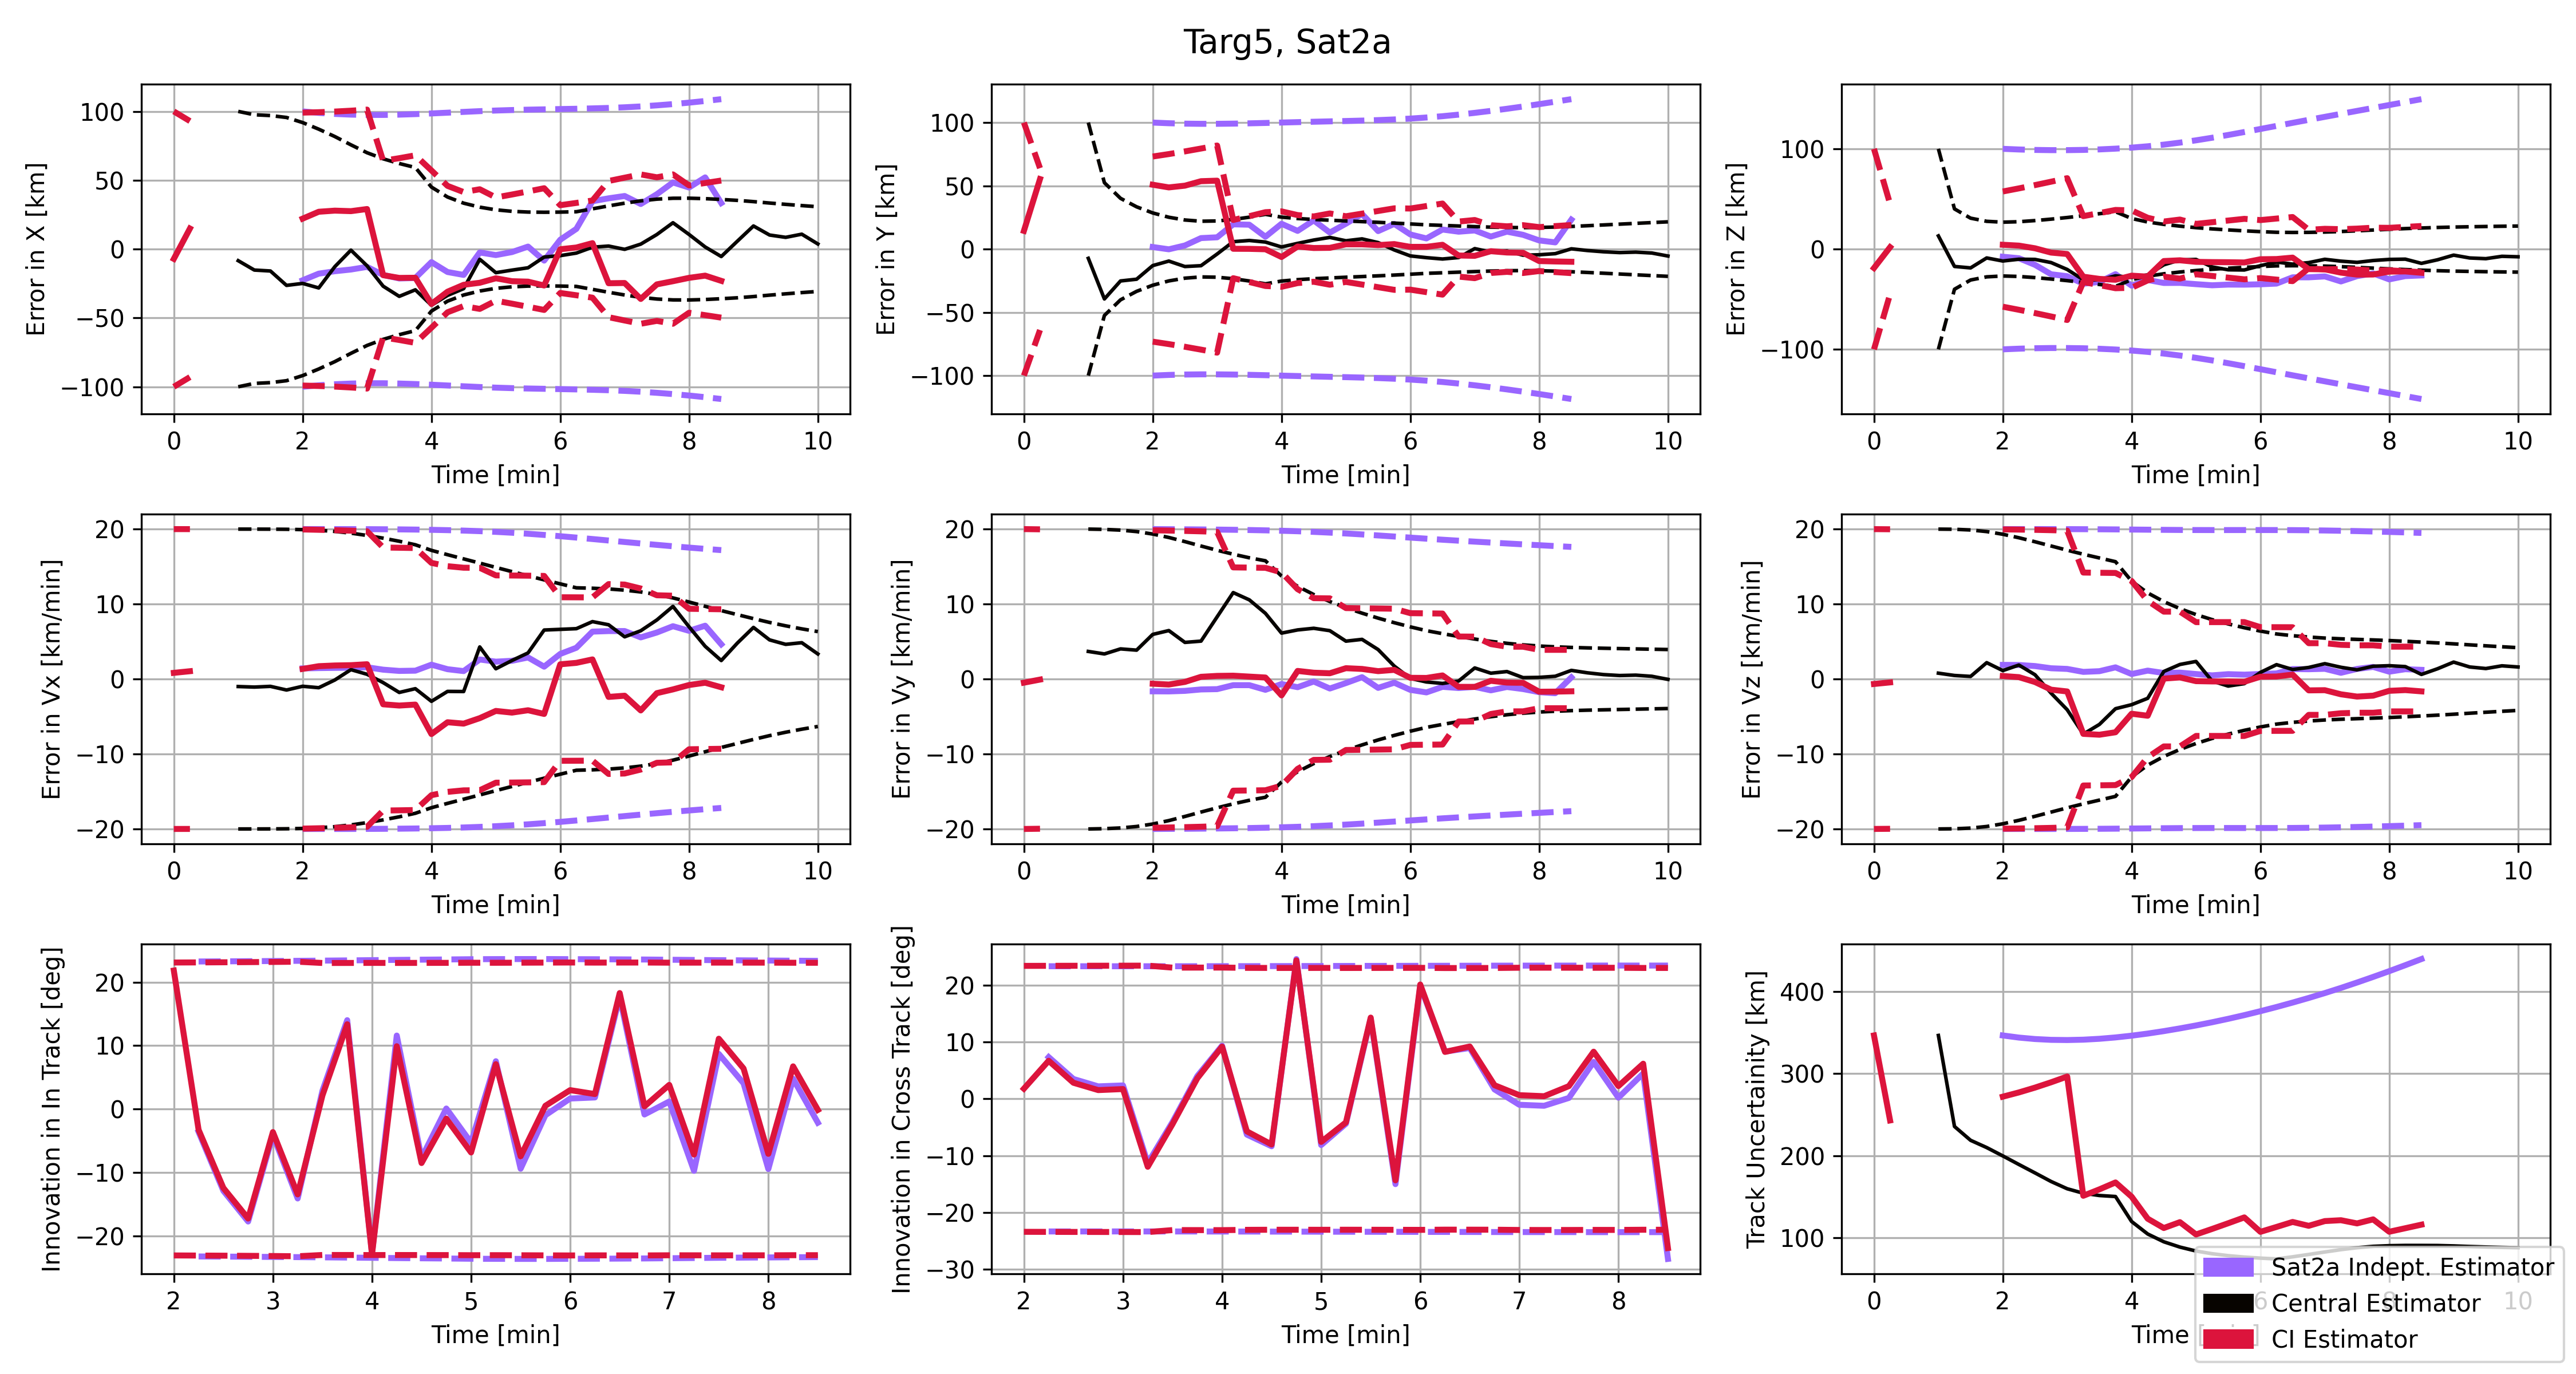 Targ5, Sat2a
Error in X [km]
100
50
0
−50
−100
0 2 4 6 8 10
Time [min]
Error in Y [km]
100
50
0
−50
−100
0 2 4 6 8 10
Time [min]
Error in Z [km]
100
0
−100
0 2 4 6 8 10
Time [min]
Error in Vx [km/min]
20
10
0
−10
−20
0 2 4 6 8 10
Time [min]
Error in Vy [km/min]
20
10
0
−10
−20
0 2 4 6 8 10
Time [min]
Error in Vz [km/min]
20
10
0
−10
−20
0 2 4 6 8 10
Time [min]
Innovation in In Track [deg]
20
10
0
−10
−20
2 3 4 5 6 7 8
Time [min]
Innovation in Cross Track [deg]
20
10
0
−10
−20
−30
2 3 4 5 6 7 8
Time [min]
Track Uncertainity [km]
400
300
200
100
0 2 4 6 8 10
Time
Sat2a Indept. Estimator
Central Estimator
CI Estimator